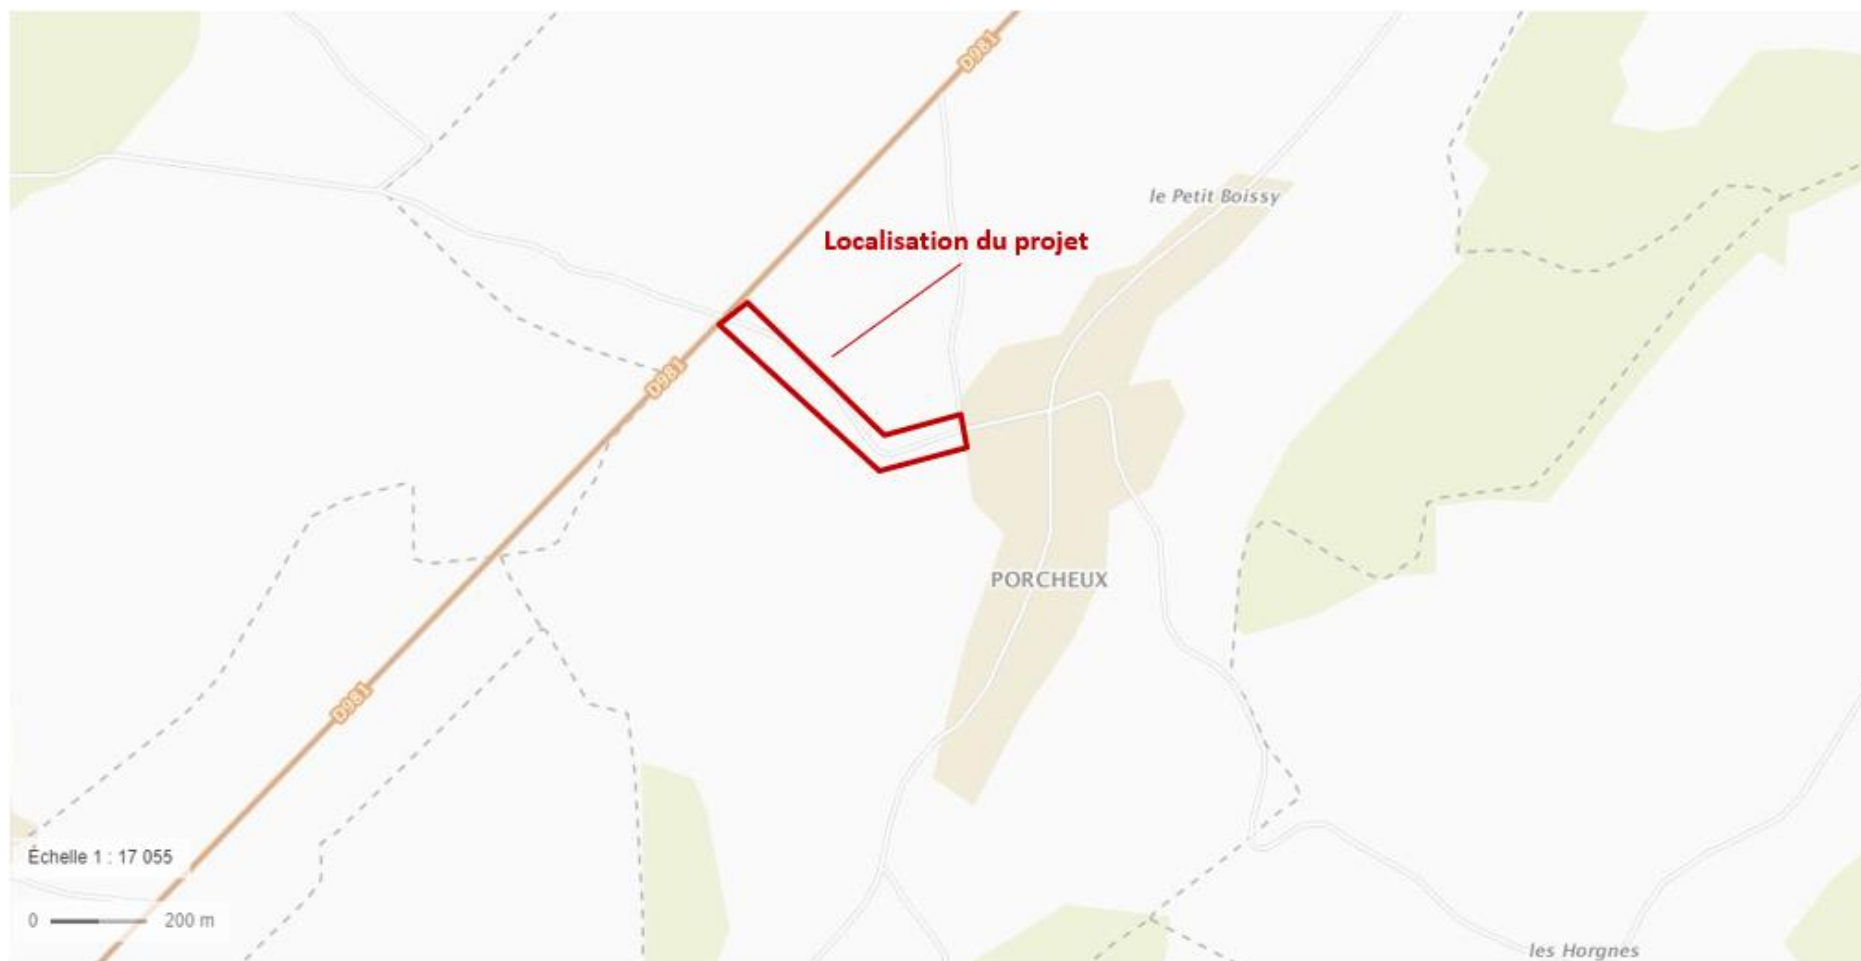 D981
le Petit Boissy
Localisation du projet
D981
PORCHEUX
D981
Échelle 1 : 17 055
0 200 m
les Horgnes